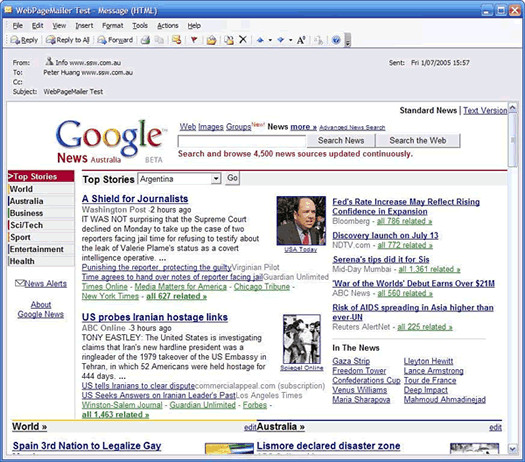 WebPageMailer Test - Message (HTML)
File Edit View Insert Format Tools Actions Help
Reply Reply to All Forward
From: Info www.ssw.com.au Sent: Fri 1/07/2005 15:57
To: Peter Huang www.ssw.com.au
Cc:
Subject: WebPageMailer Test
Standard News | Text Version
Google
News Australia BETA
Web Images Groups New! News more » Advanced News Search
Search News Search the Web
Search and browse 4,500 news sources updated continuously.
>Top Stories
World
Australia
Business
Sci/Tech
Sport
Entertainment
Health
News Alerts
About
Google News
Top Stories Argentina Go
A Shield for Journalists
Washington Post - 2 hours ago
IT WAS NOT surprising that the Supreme Court
declined on Monday to take up the case of two
reporters facing jail time for refusing to testify about
the leak of Valerie Plame's status as a covert
intelligence operative. ...
Punishing the reporter, protecting the guilty Virginian Pilot
Time agrees to hand over notes of reporter facing jail Guardian Unlimited
Times Online - Media Matters for America - Chicago Tribune -
New York Times - all 627 related »
USA Today
US probes Iranian hostage links
ABC Online - 3 hours ago
TONY EASTLEY: The United States is investigating
claims that Iran's new hardline president was a
ringleader of the 1979 takeover of the US Embassy in
Tehran, in which 52 Americans were held hostage for
444 days. ...
US tells Iranians to clear dispute commercialappeal.com (subscription)
US Seeks Answers on Iranian Leader's Past Los Angeles Times
Winston-Salem Journal - Guardian Unlimited - Forbes -
all 1,463 related »
Spiegel Online
Fed's Rate Increase May Reflect Rising
Confidence in Expansion
Bloomberg - all 786 related »
Discovery launch on July 13
NDTV.com - all 772 related »
Serena's tips did it for Sis
Mid-Day Mumbai - all 1,361 related »
'War of the Worlds' Debut Earns Over $21M
ABC News - all 560 related »
Risk of AIDS spreading in Asia higher than
ever-UN
Reuters AlertNet - all 225 related »
In The News
Gaza Strip Lleyton Hewitt
Freedom Tower Lance Armstrong
Confederations Cup Tour de France
Venus Williams Deep Impact
Maria Sharapova Mahmoud Ahmadinejad
World » edit Australia » edit
Spain 3rd Nation to Legalize Gay
Lismore declared disaster zone